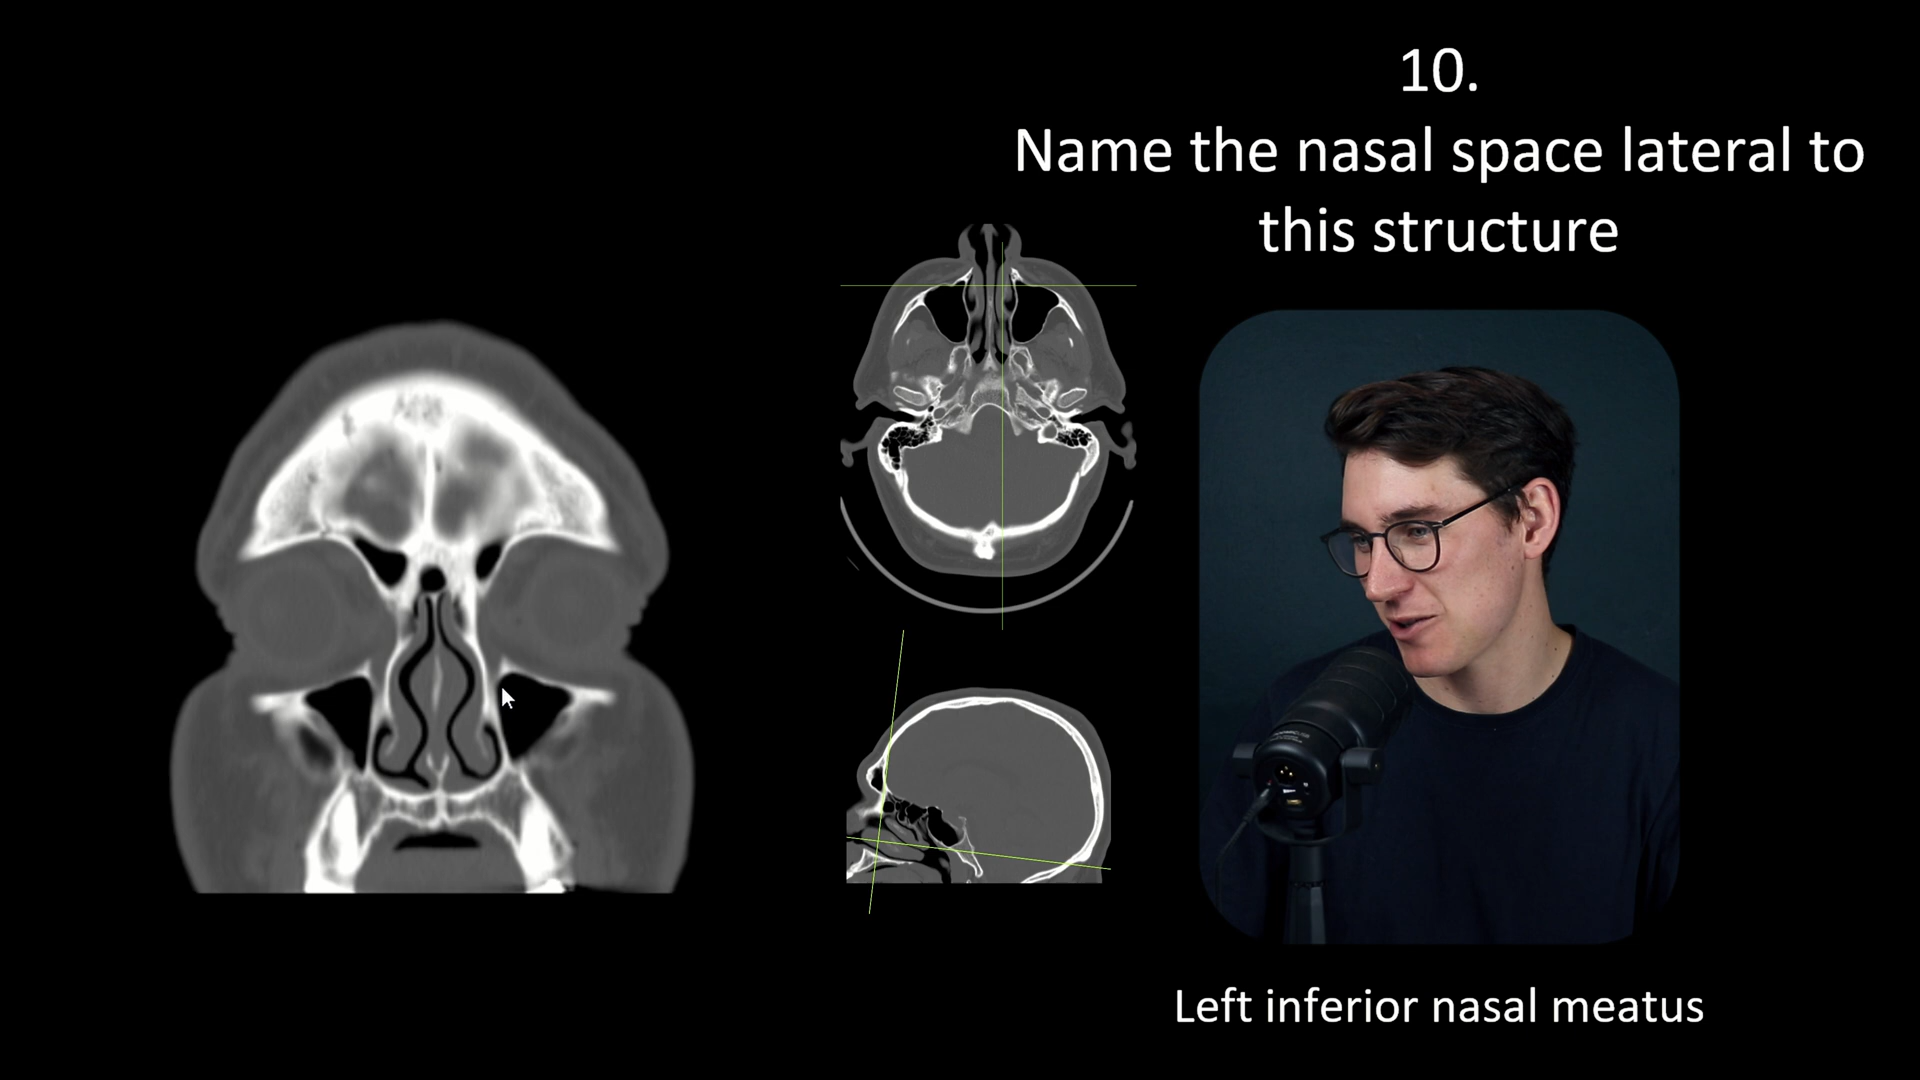 10.
Name the nasal space lateral to
this structure
Left inferior nasal meatus